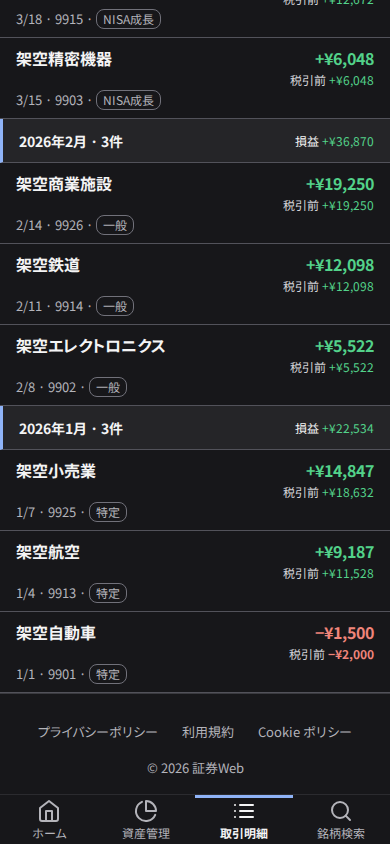 3/18 · 9915 · NISA成長
架空精密機器 +¥6,048
税引前 +¥6,048
3/15 · 9903 · NISA成長
2026年2月 · 3件 損益 +¥36,870
架空商業施設 +¥19,250
税引前 +¥19,250
2/14 · 9926 · 一般
架空鉄道 +¥12,098
税引前 +¥12,098
2/11 · 9914 · 一般
架空エレクトロニクス +¥5,522
税引前 +¥5,522
2/8 · 9902 · 一般
2026年1月 · 3件 損益 +¥22,534
架空小売業 +¥14,847
税引前 +¥18,632
1/7 · 9925 · 特定
架空航空 +¥9,187
税引前 +¥11,528
1/4 · 9913 · 特定
架空自動車 −¥1,500
税引前 −¥2,000
1/1 · 9901 · 特定
プライバシーポリシー 利用規約 Cookie ポリシー
© 2026 証券Web
ホーム 資産管理 取引明細 銘柄検索